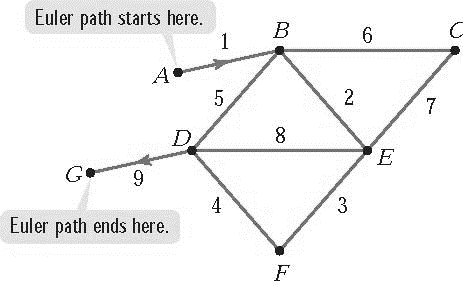 Euler path starts here.
B
6
C
1
A
5
2
7
D
8
E
G
9
4
3
Euler path ends here.
F